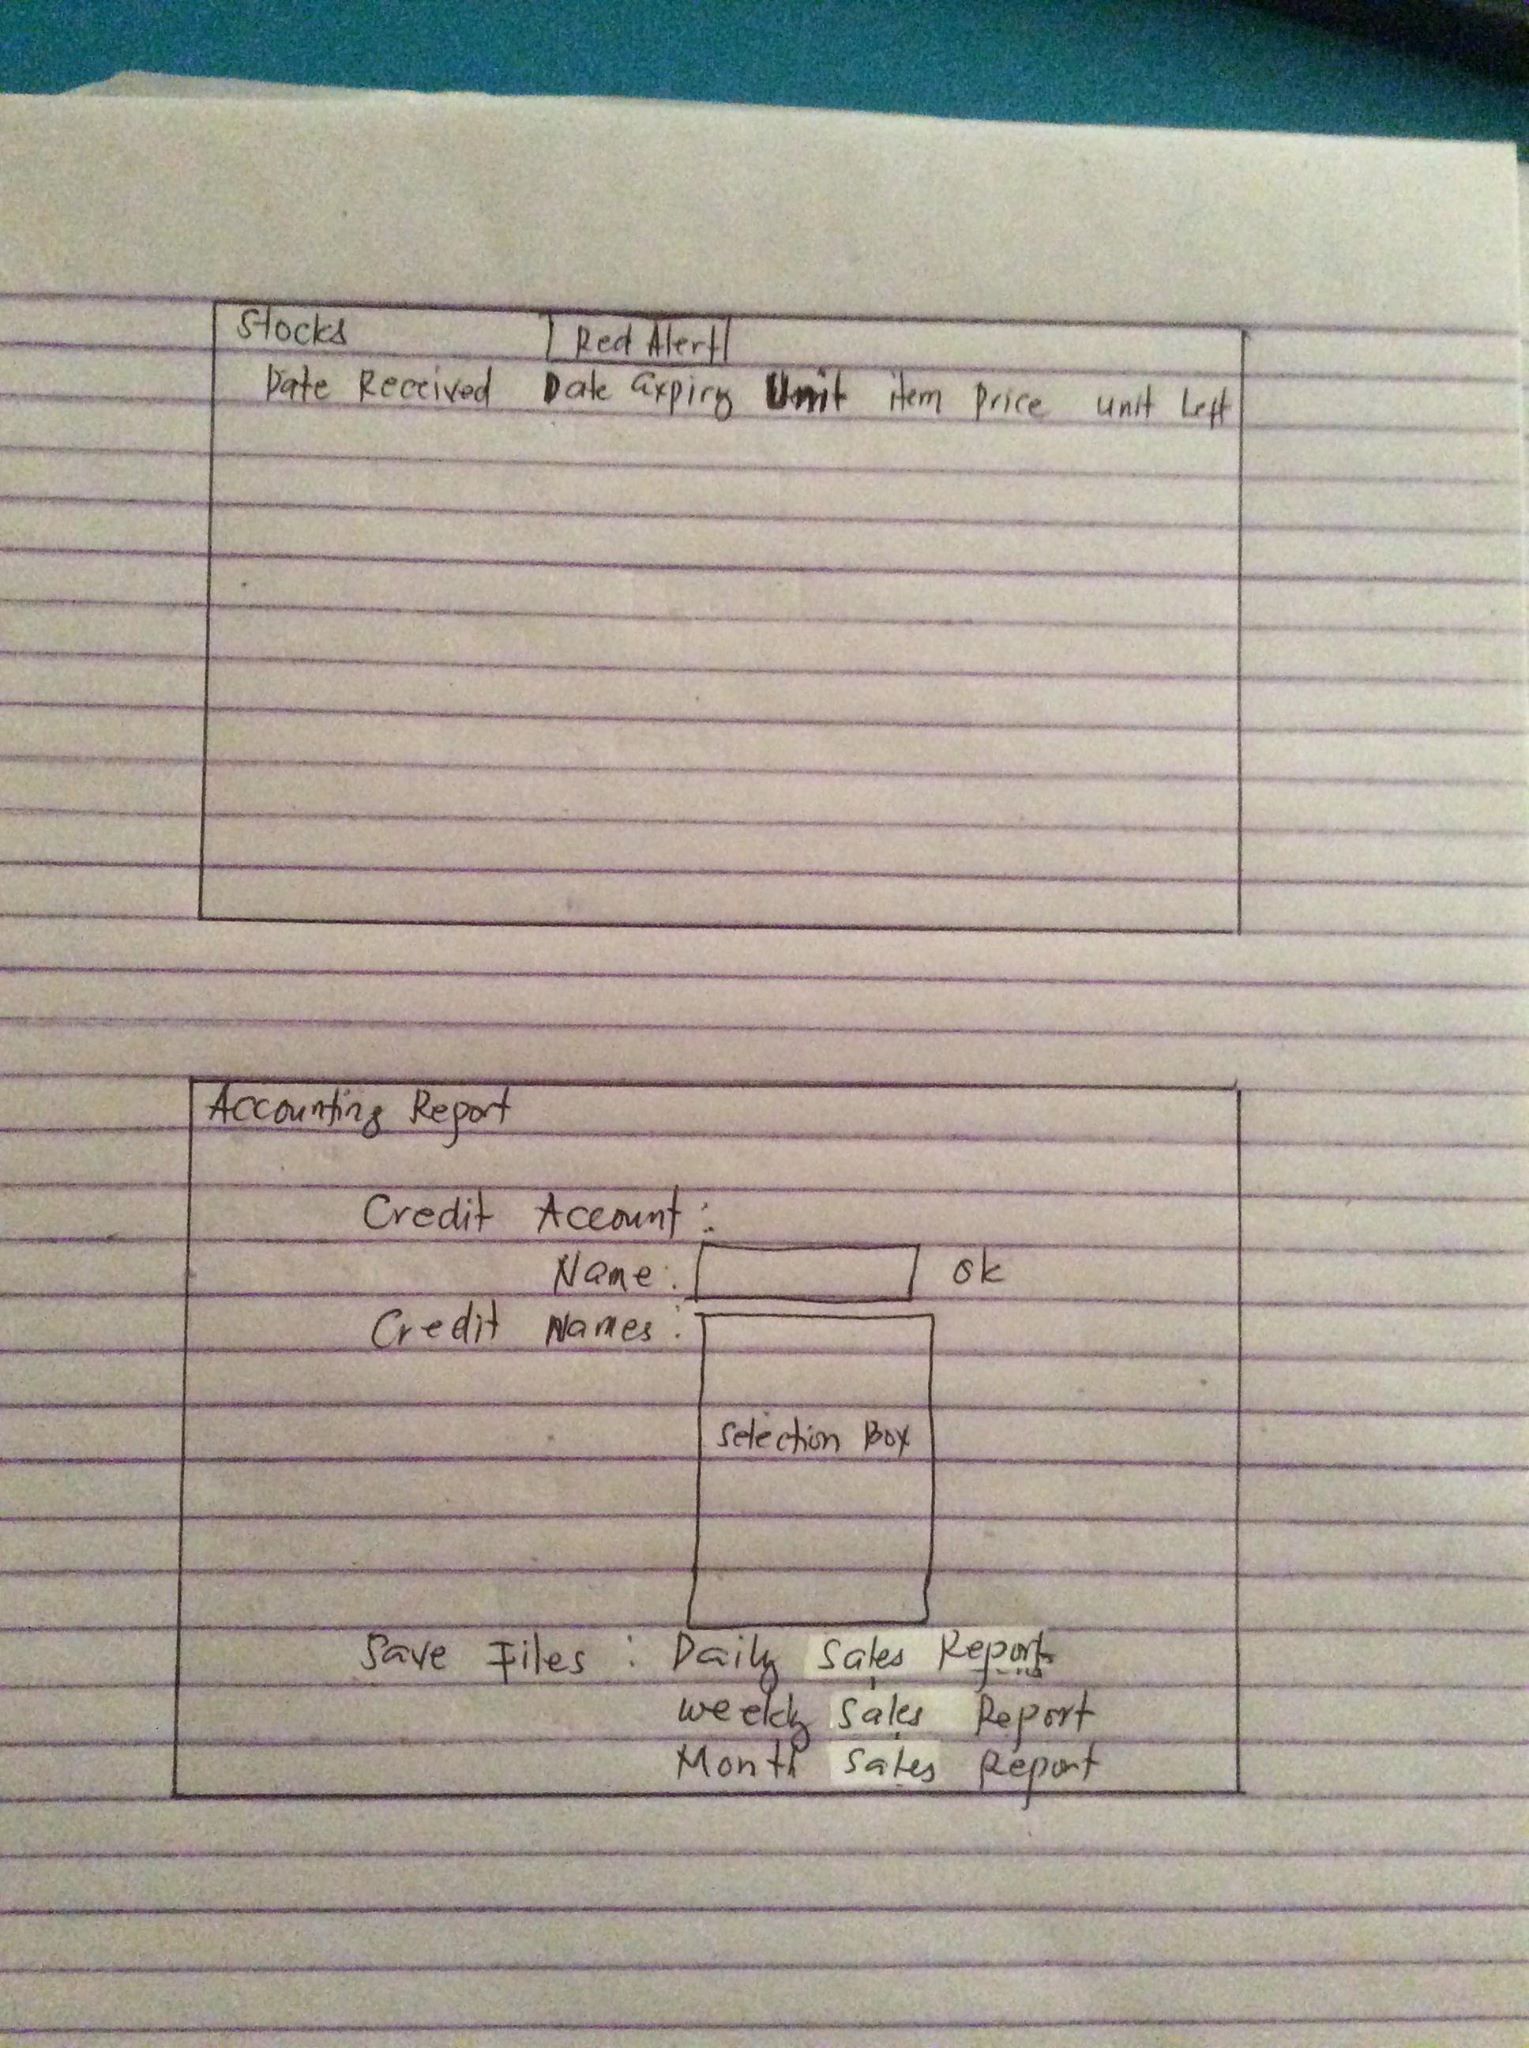 Stocks Red Alert
Date Received Date Expiry Unit item price unit Left
Accounting Report
Credit Account :
Name : ok
Credit Names :
Selection Box
Save Files : Daily Sales Report
Weekly Sales Report
Month Sales Report